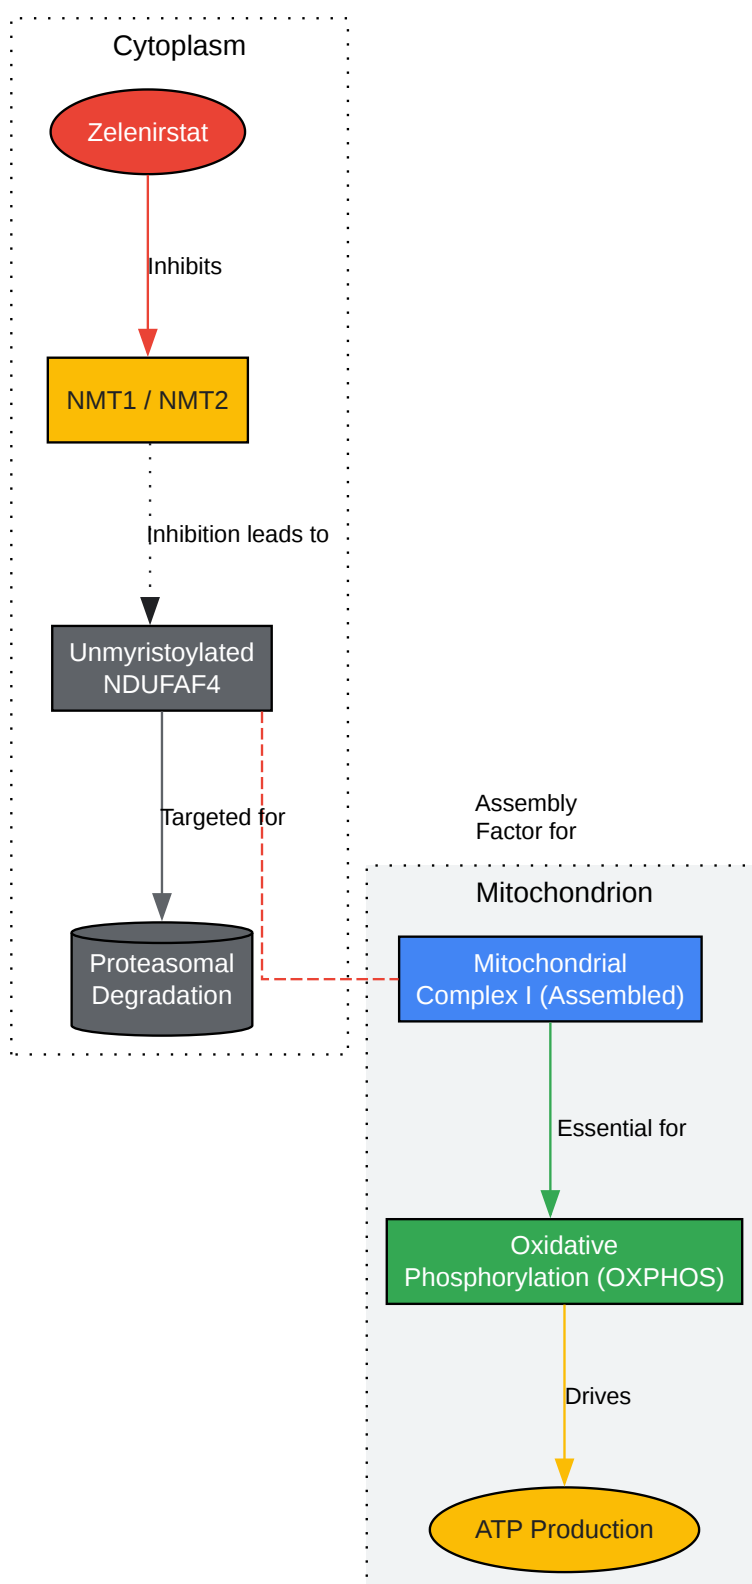 Cytoplasm
Zelenirstat
Inhibits
NMT1 / NMT2
Inhibition leads to
Unmyristoylated
NDUFAF4
Targeted for
Proteasomal
Degradation
Assembly
Factor for
Mitochondrion
Mitochondrial
Complex I (Assembled)
Essential for
Oxidative
Phosphorylation (OXPHOS)
Drives
ATP Production